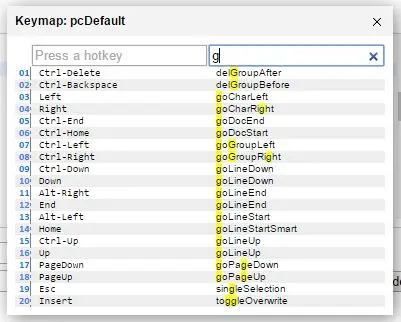 Keymap: pcDefault ×
Press a hotkey g ×
01 Ctrl-Delete delGroupAfter
02 Ctrl-Backspace delGroupBefore
03 Left goCharLeft
04 Right goCharRight
05 Ctrl-End goDocEnd
06 Ctrl-Home goDocStart
07 Ctrl-Left goGroupLeft
08 Ctrl-Right goGroupRight
09 Ctrl-Down goLineDown
10 Down goLineDown
11 Alt-Right goLineEnd
12 End goLineEnd
13 Alt-Left goLineStart
14 Home goLineStartSmart
15 Ctrl-Up goLineUp
16 Up goLineUp
17 PageDown goPageDown
18 PageUp goPageUp
19 Esc singleSelection
20 Insert toggleOverwrite